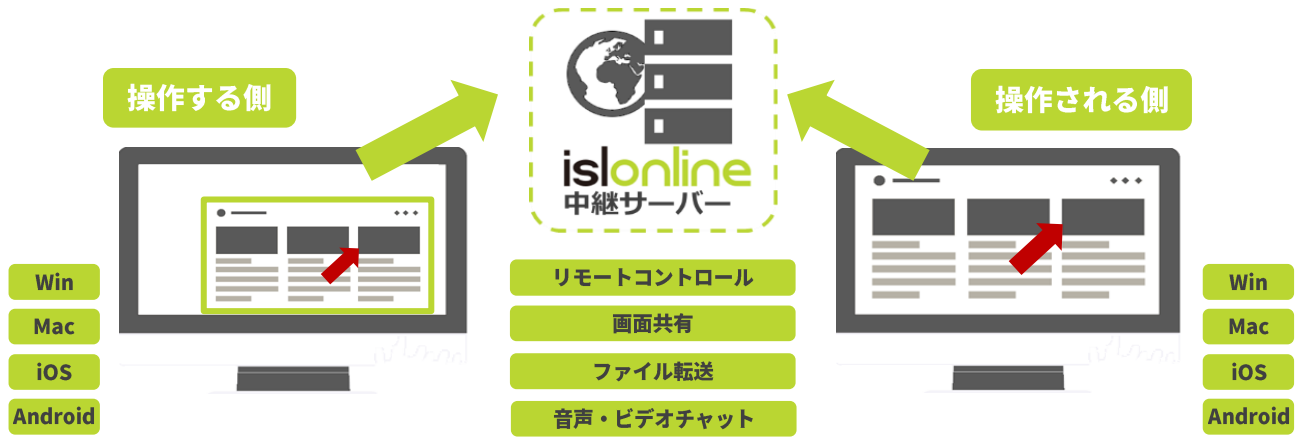 操作する側
Win
Mac
iOS
Android
islonline
中継サーバー
リモートコントロール
画面共有
ファイル転送
音声・ビデオチャット
操作される側
Win
Mac
iOS
Android